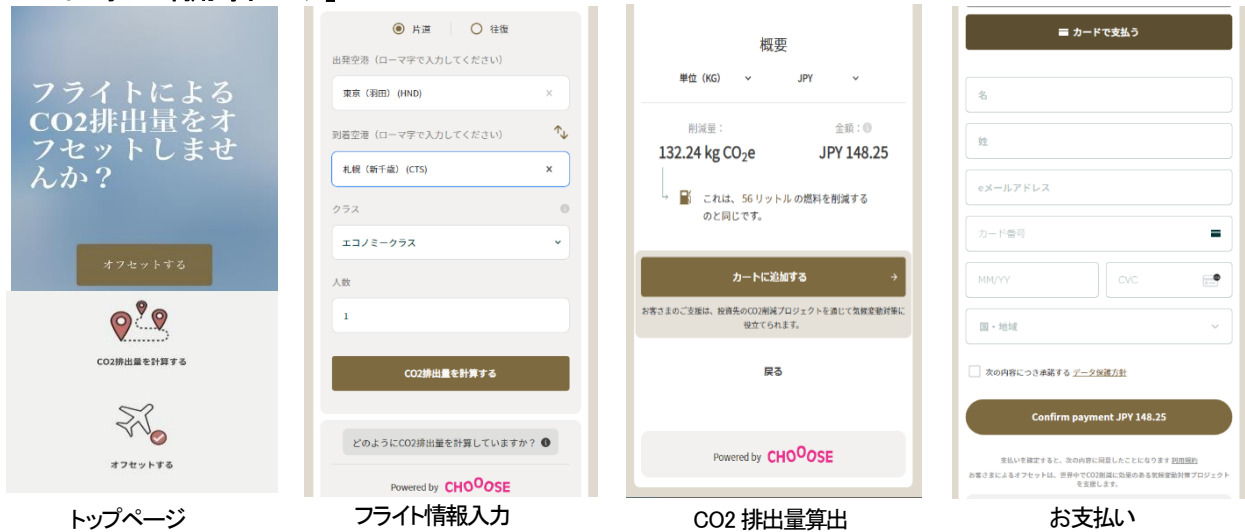 フライトによる
CO2排出量をオ
フセットしませ
んか？
オフセットする
CO2排出量を計算する
オフセットする
トップページ
片道
往復
出発空港（ローマ字で入力してください）
東京（羽田）(HND)
到着空港（ローマ字で入力してください）
札幌（新千歳）(CTS)
クラス
エコノミークラス
人数
1
CO2排出量を計算する
どのようにCO2排出量を計算していますか？
Powered by CHOOOSE
フライト情報入力
概要
単位（KG） JPY
削減量： 金額：
132.24 kg CO₂e JPY 148.25
これは、56 リットル の燃料を削減する
のと同じです。
カートに追加する →
お客さまのご支援は、投資先のCO2削減プロジェクトを通じて気候変動対策に
役立てられます。
戻る
Powered by CHOOOSE
CO2 排出量算出
カードで支払う
名
姓
eメールアドレス
カード番号
MM/YY CVC
国・地域
次の内容につき承諾する データ保護方針
Confirm payment JPY 148.25
支払いを確定すると、次の内容に同意したことになります 利用規約
お客さまによるオフセットは、世界中でCO2削減に効果のある気候変動対策プロジェクト
を支援します。
お支払い